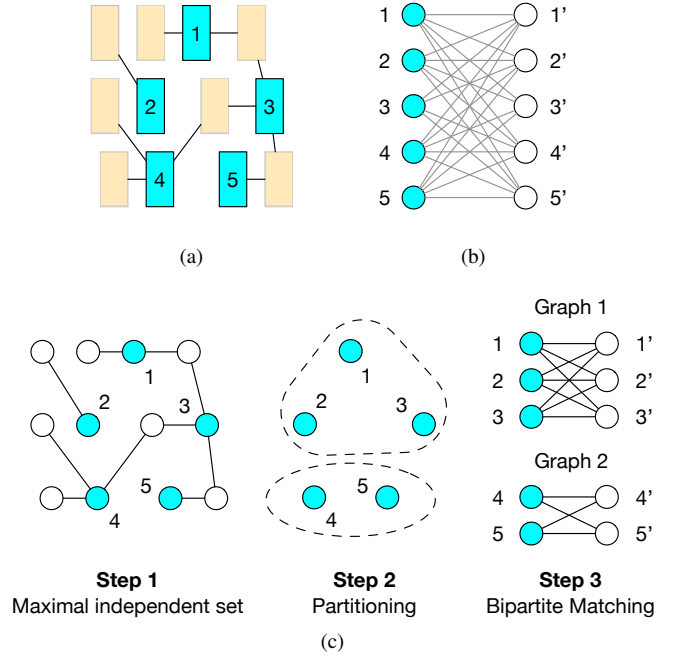 1
2
3
4
5
(a)
1 1’
2 2’
3 3’
4 4’
5 5’
(b)
1
2
3
4
5
Step 1
Maximal independent set
1
2
3
4
5
Step 2
Partitioning
Graph 1
1 1’
2 2’
3 3’
Graph 2
4 4’
5 5’
Step 3
Bipartite Matching
(c)